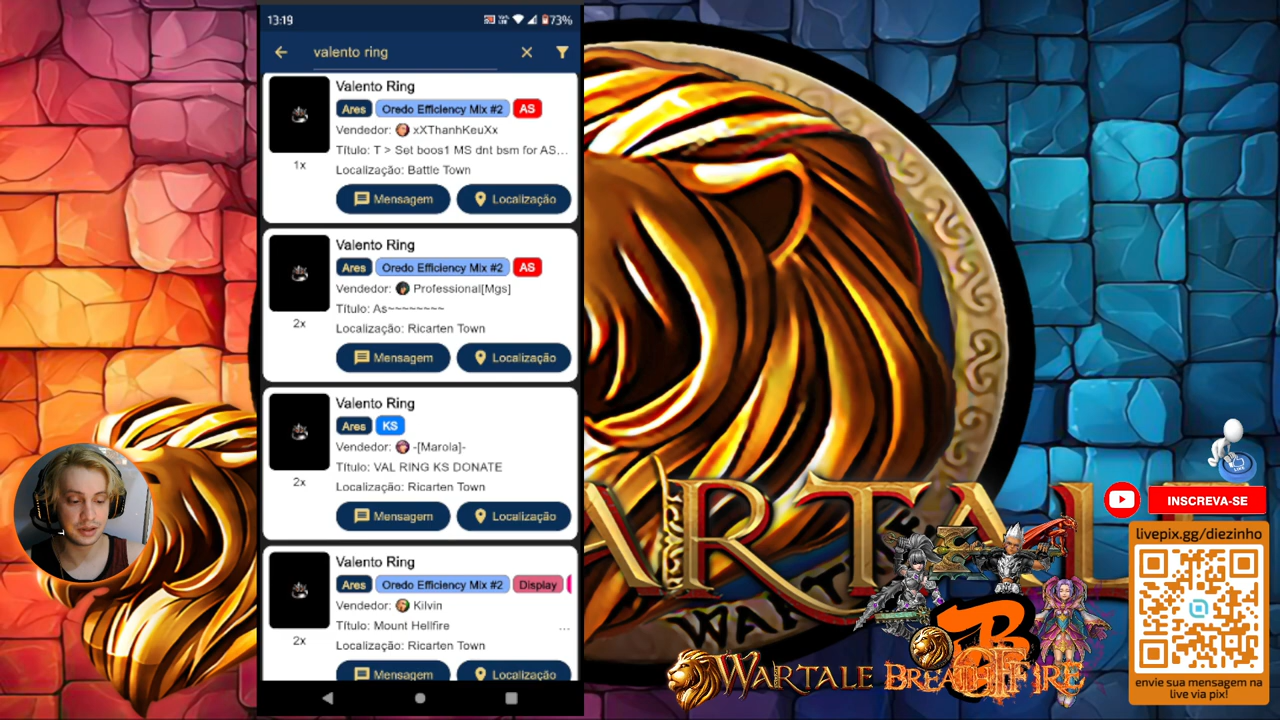 13:19
73%
valento ring
Valento Ring
Ares Oredo Efficiency Mix #2 AS
Vendedor: xXThanhKeuXx
Título: T > Set boos1 MS dnt bsm for AS...
1x
Localização: Battle Town
Mensagem Localização
Valento Ring
Ares Oredo Efficiency Mix #2 AS
Vendedor: Professional[Mgs]
Título: As~~~~~~~~
2x
Localização: Ricarten Town
Mensagem Localização
Valento Ring
Ares KS
Vendedor: -[Marola]-
Título: VAL RING KS DONATE
2x
Localização: Ricarten Town
Mensagem Localização
Valento Ring
Ares Oredo Efficiency Mix #2 Display
Vendedor: Kilvin
Título: Mount Hellfire ...
2x
Localização: Ricarten Town
Mensagem Localização
WARTALE
INSCREVA-SE
livepix.gg/diezinho
envie sua mensagem na
live via pix!
WARTALE BREATHFIRE